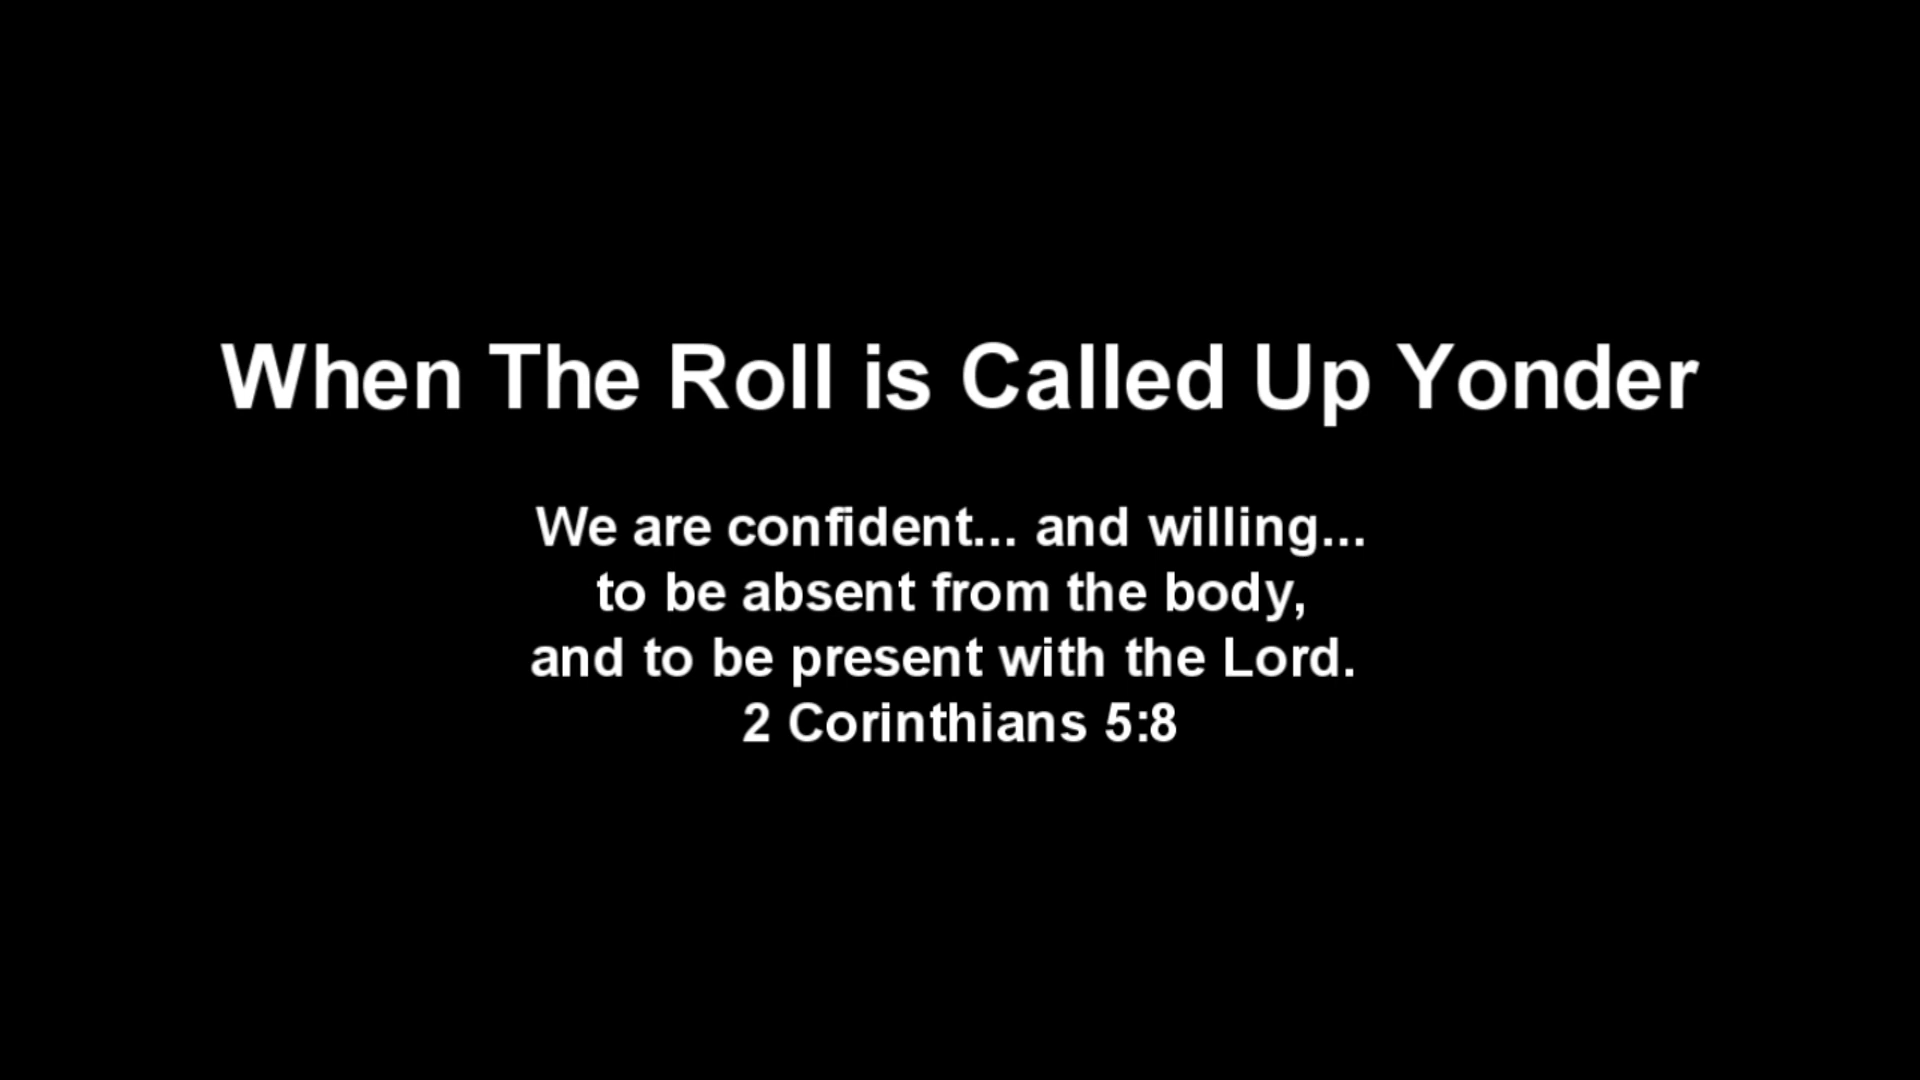 When The Roll is Called Up Yonder
We are confident... and willing...
to be absent from the body,
and to be present with the Lord.
2 Corinthians 5:8